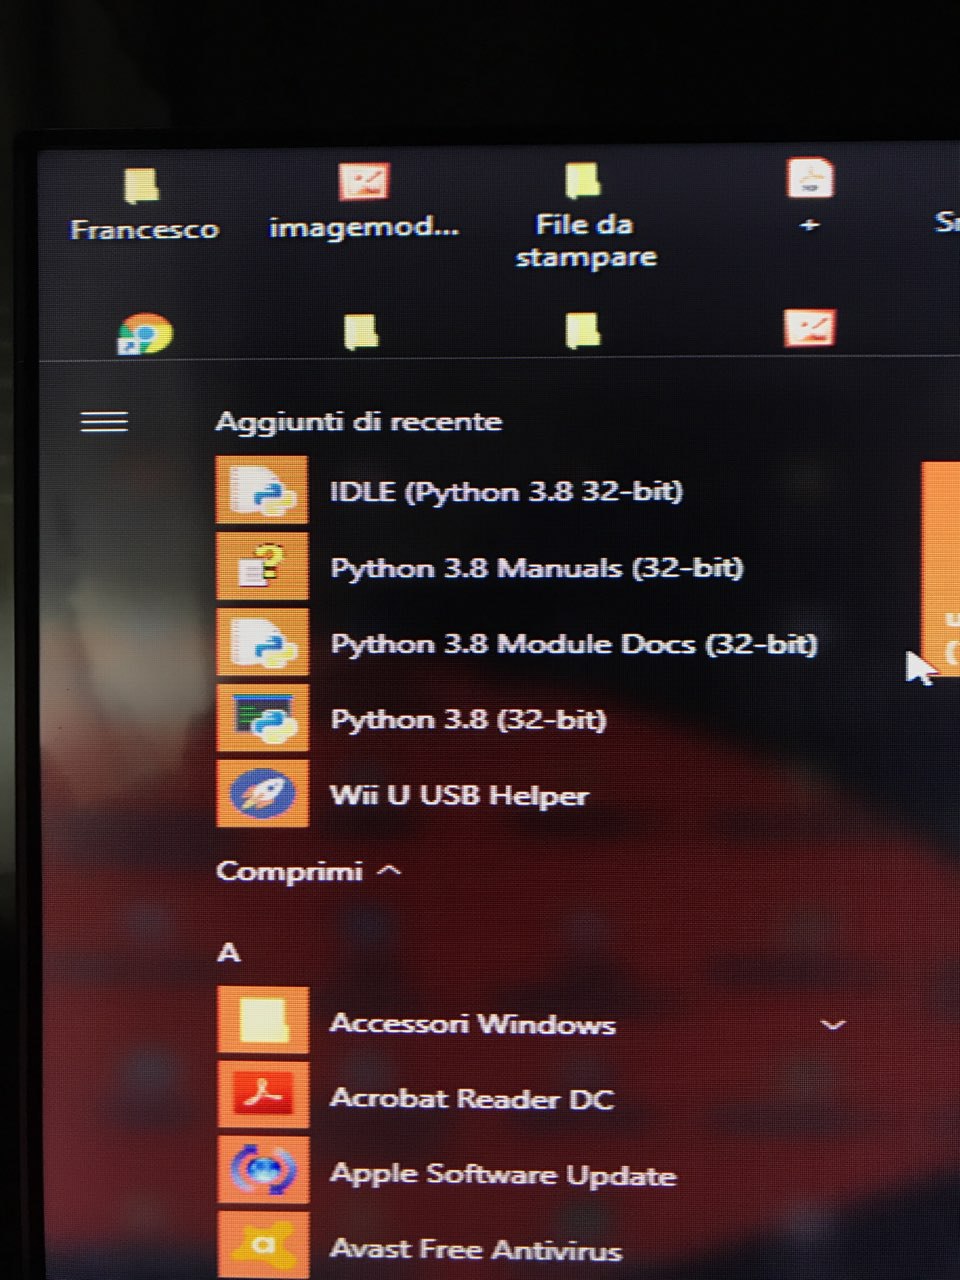 Francesco
imagemod...
File da
stampare
+
Aggiunti di recente
IDLE (Python 3.8 32-bit)
Python 3.8 Manuals (32-bit)
Python 3.8 Module Docs (32-bit)
Python 3.8 (32-bit)
Wii U USB Helper
Comprimi
A
Accessori Windows
Acrobat Reader DC
Apple Software Update
Avast Free Antivirus